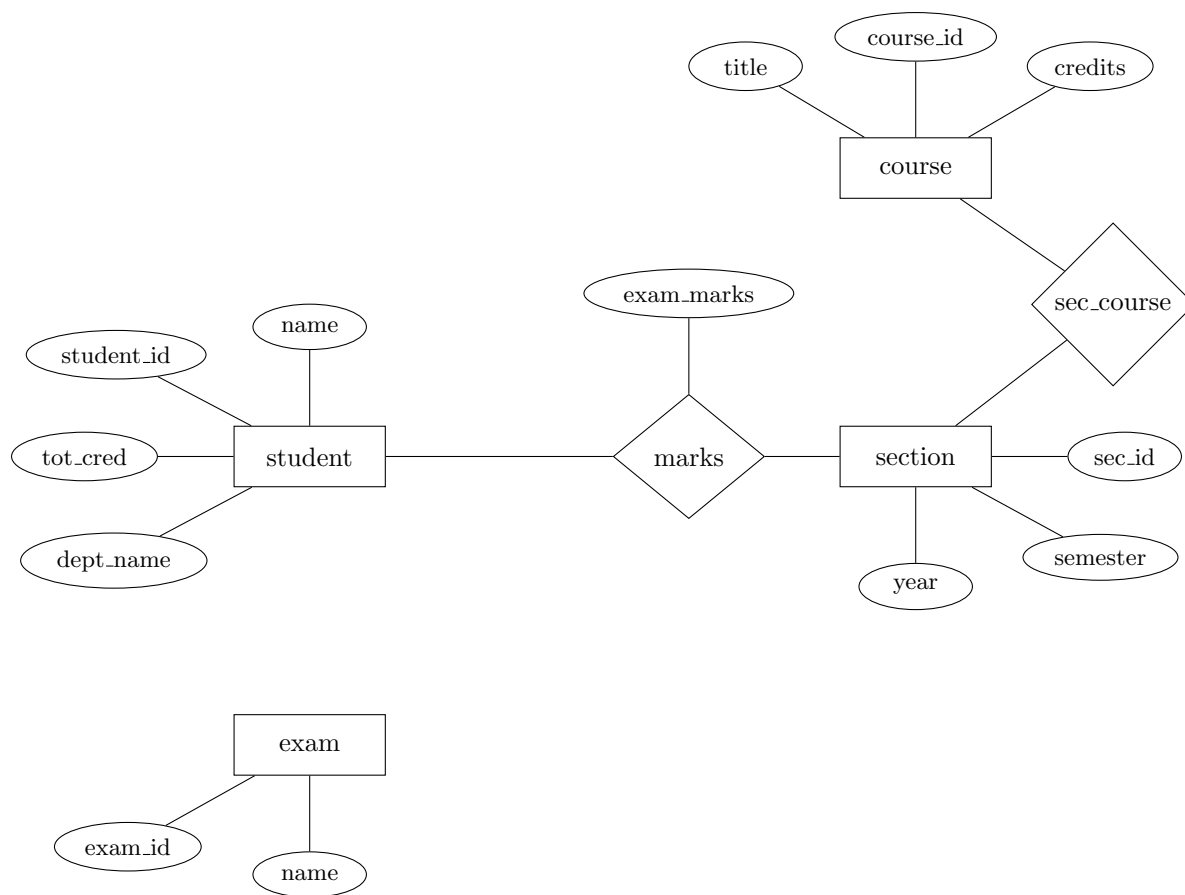 course_id
title
credits
course
exam_marks
sec_course
name
student_id
tot_cred
student
marks
section
sec_id
dept_name
year
semester
exam
exam_id
name